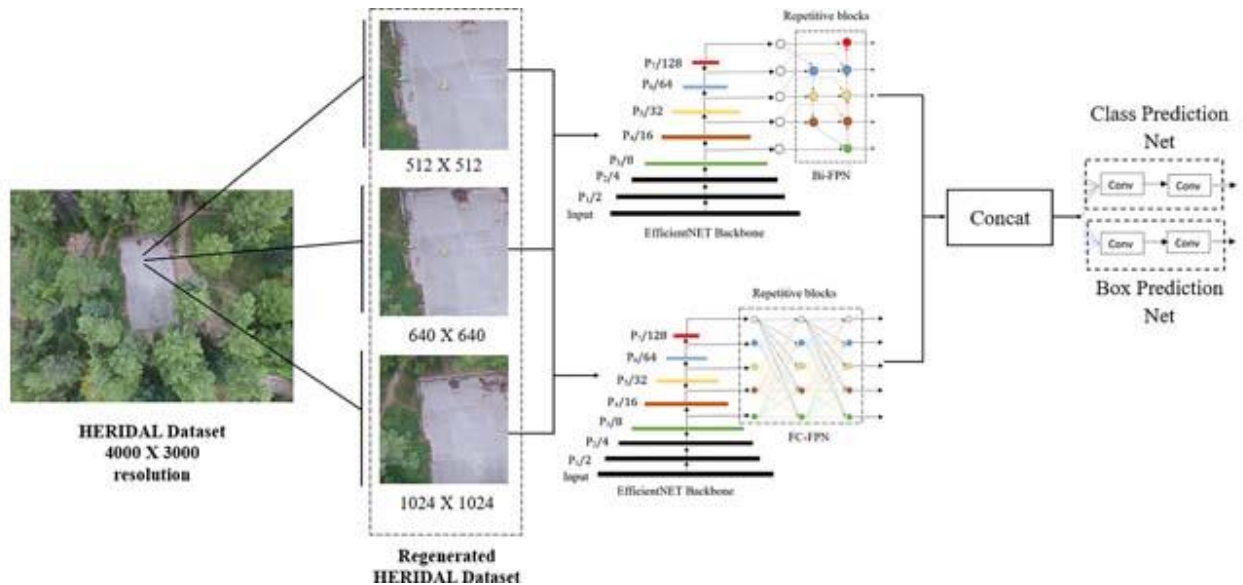 HERIDAL Dataset
4000 X 3000
resolution
512 X 512
640 X 640
1024 X 1024
Regenerated
HERIDAL Dataset
Repetitive blocks
P₇/128
P₆/64
P₅/32
P₄/16
P₃/8
P₂/4
P₁/2
Input
Bi-FPN
EfficientNET Backbone
Repetitive blocks
P₇/128
P₆/64
P₅/32
P₄/16
P₃/8
P₂/4
P₁/2
Input
FC-FPN
EfficientNET Backbone
Concat
Class Prediction
Net
Conv
Conv
Conv
Conv
Box Prediction
Net